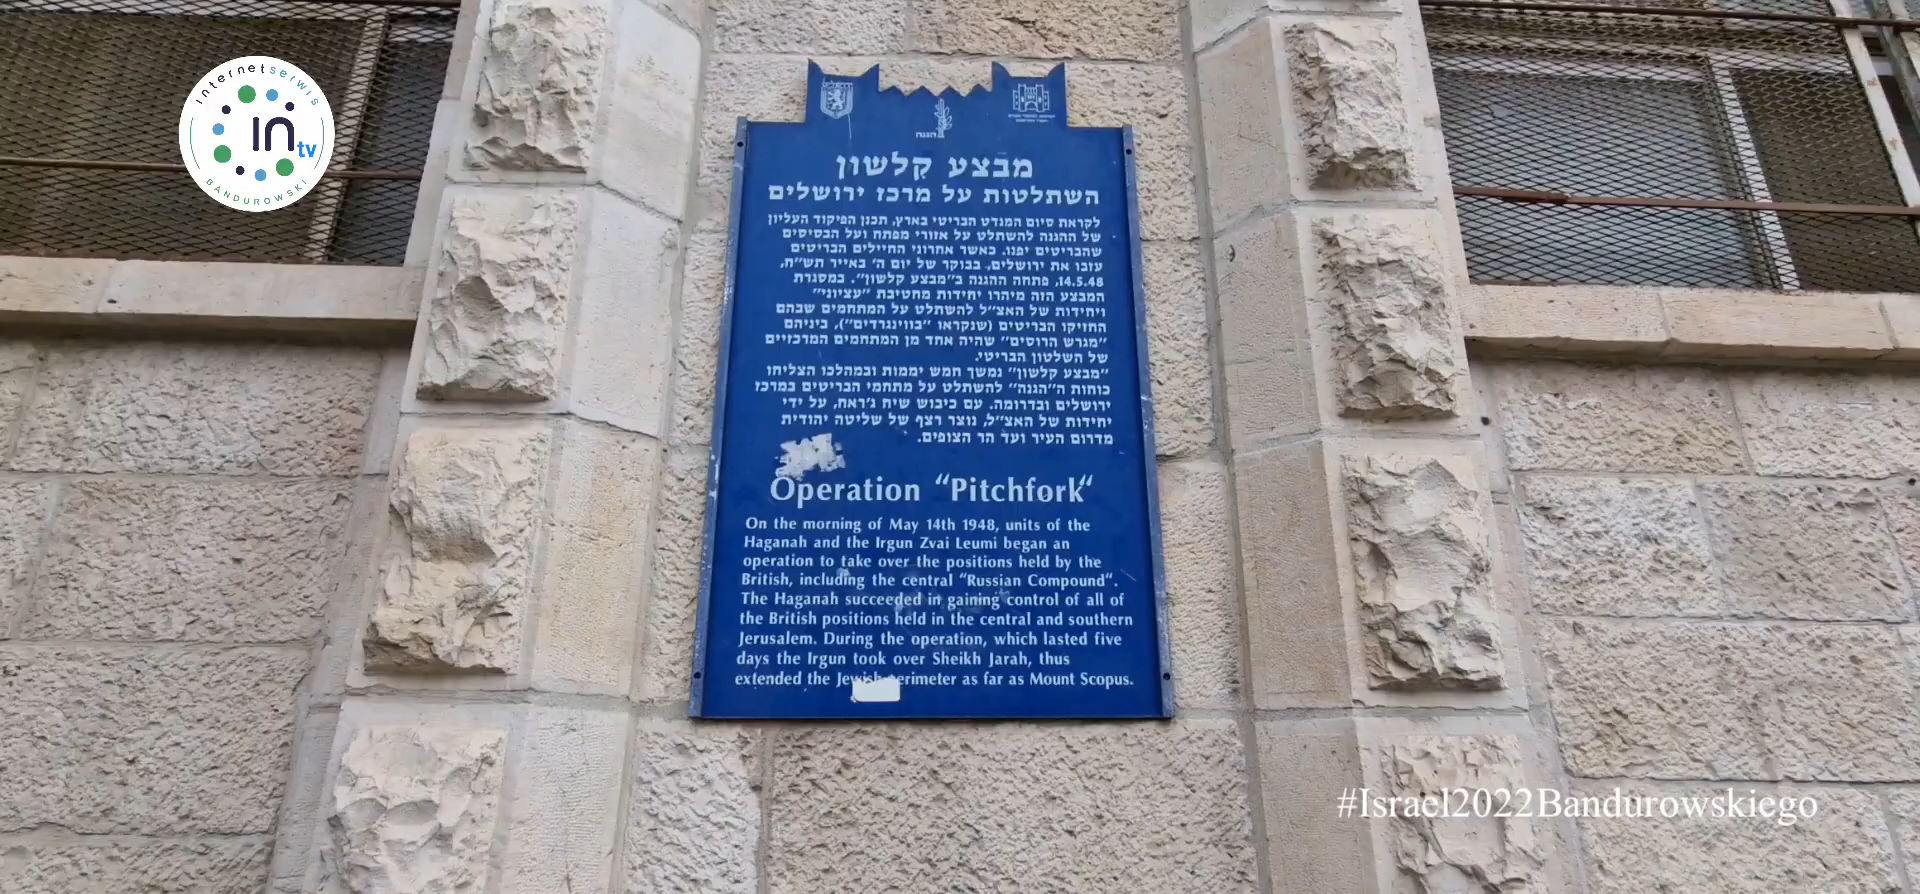 internetserwis
in tv
BANDUROWSKI
הגנה
מבצע קלשון
השתלטות על מרכז ירושלים
לקראת סיום המנדט הבריטי בארץ, תכנן הפיקוד העליון
של ההגנה להשתלט על אזורי מפתח ועל הבסיסים
שהבריטים יפנו. כאשר אחרוני החיילים הבריטים
עזבו את ירושלים, בבוקר של יום ה' באייר תש"ח,
14.5.48, פתחה ההגנה ב"מבצע קלשון". במסגרת
המבצע הזה מיהרו יחידות מחטיבת "עציוני"
ויחידות של האצ"ל להשתלט על המתחמים שבהם
החזיקו הבריטים (שנקראו "בווינגרדים"), ביניהם
"מגרש הרוסים" שהיה אחד מן המתחמים המרכזיים
של השלטון הבריטי.
"מבצע קלשון" נמשך חמש יממות ובמהלכו הצליחו
כוחות ה"הגנה" להשתלט על מתחמי הבריטים במרכז
ירושלים ובדרומה. עם כיבוש שיח ג'ראח, על ידי
יחידות של האצ"ל, נוצר רצף של שליטה יהודית
מדרום העיר ועד הר הצופים.
Operation “Pitchfork“
On the morning of May 14th 1948, units of the
Haganah and the Irgun Zvai Leumi began an
operation to take over the positions held by the
British, including the central “Russian Compound“.
The Haganah succeeded in gaining control of all of
the British positions held in the central and southern
Jerusalem. During the operation, which lasted five
days the Irgun took over Sheikh Jarah, thus
extended the Jewish perimeter as far as Mount Scopus.
#Israel2022Bandurowskiego